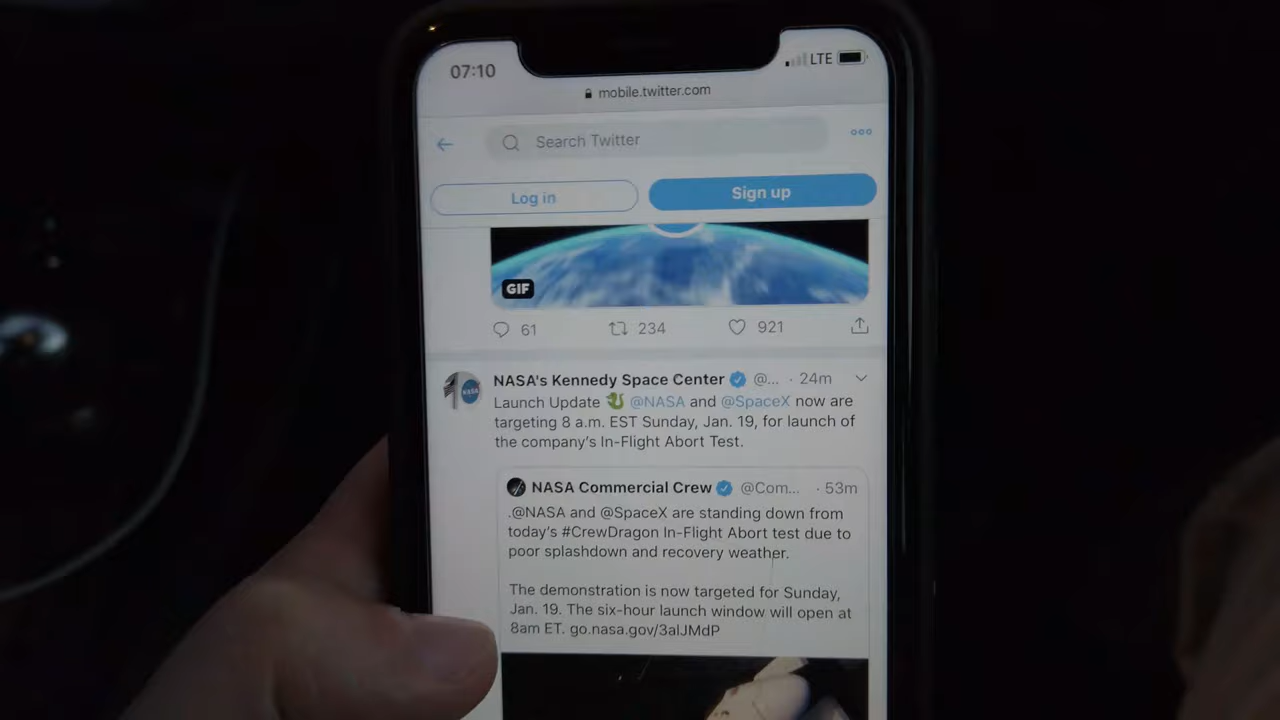 07:10
LTE
mobile.twitter.com
Search Twitter
Log in
Sign up
GIF
61
234
921
NASA's Kennedy Space Center @... · 24m
Launch Update @NASA and @SpaceX now are
targeting 8 a.m. EST Sunday, Jan. 19, for launch of
the company's In-Flight Abort Test.
NASA
NASA Commercial Crew @Com... · 53m
.@NASA and @SpaceX are standing down from
today's #CrewDragon In-Flight Abort test due to
poor splashdown and recovery weather.
The demonstration is now targeted for Sunday,
Jan. 19. The six-hour launch window will open at
8am ET. go.nasa.gov/3alJMdP